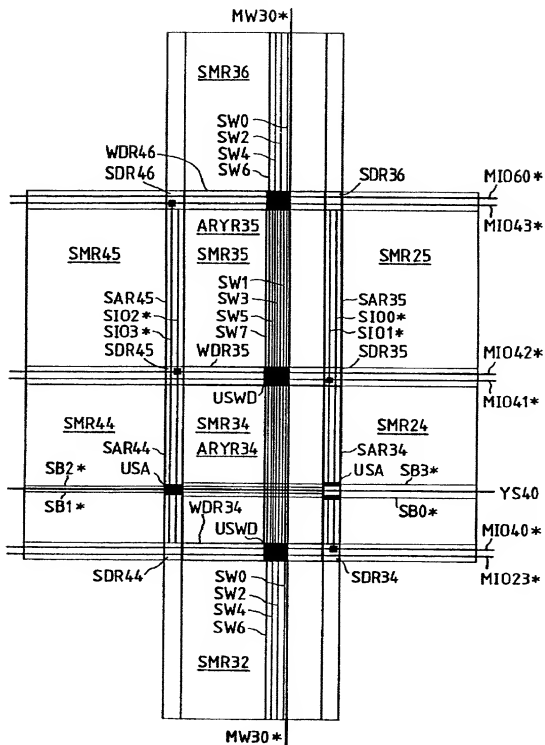 MW30*
SMR36
SW0
SW2
SW4
SW6
WDR46
SDR46
SDR36
MIO60*
MIO43*
ARYR35
SMR35
SMR45
SMR25
SW1
SW3
SW5
SW7
SAR45
SIO2*
SIO3*
SDR45
SAR35
SIO0*
SIO1*
SDR35
WDR35
MIO42*
USWD
MIO41*
SMR44
SMR34
ARYR34
SMR24
SAR44
USA
SAR34
USA
SB2*
SB3*
YS40
SB1*
SB0*
WDR34
USWD
MIO40*
MIO23*
SDR44
SDR34
SW0
SW2
SW4
SW6
SMR32
MW30*